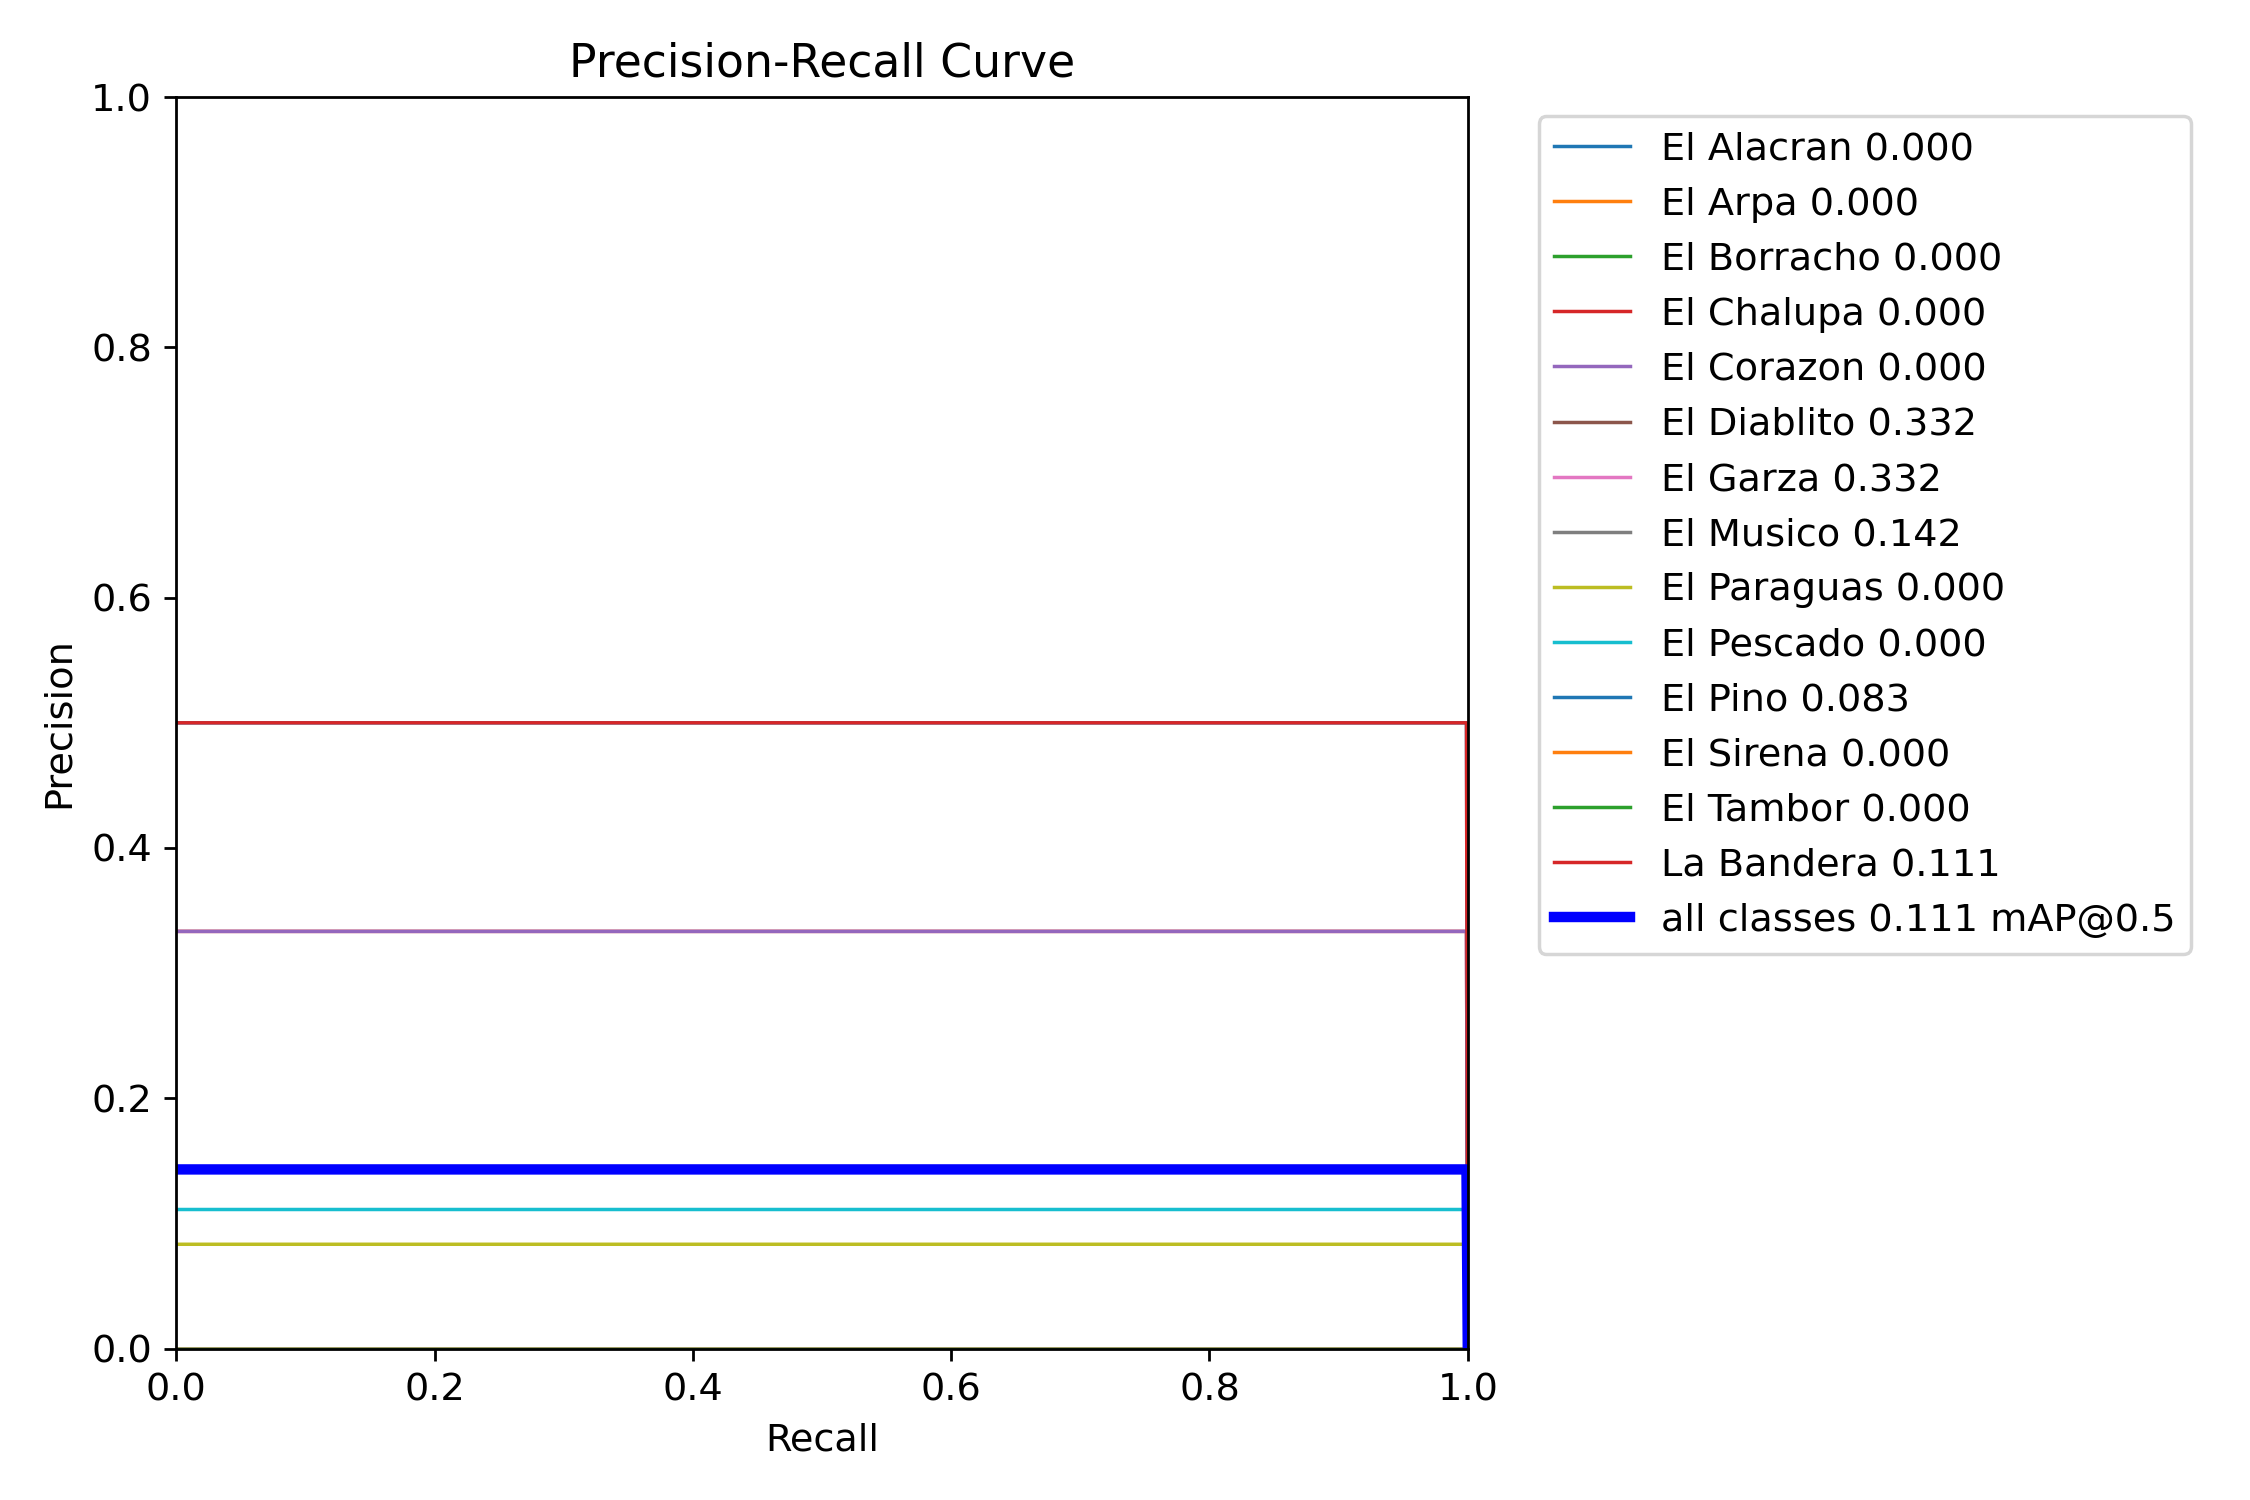 Precision-Recall Curve
1.0
0.8
0.6
0.4
0.2
0.0
Precision
0.0 0.2 0.4 0.6 0.8 1.0
Recall
El Alacran 0.000
El Arpa 0.000
El Borracho 0.000
El Chalupa 0.000
El Corazon 0.000
El Diablito 0.332
El Garza 0.332
El Musico 0.142
El Paraguas 0.000
El Pescado 0.000
El Pino 0.083
El Sirena 0.000
El Tambor 0.000
La Bandera 0.111
all classes 0.111 mAP@0.5